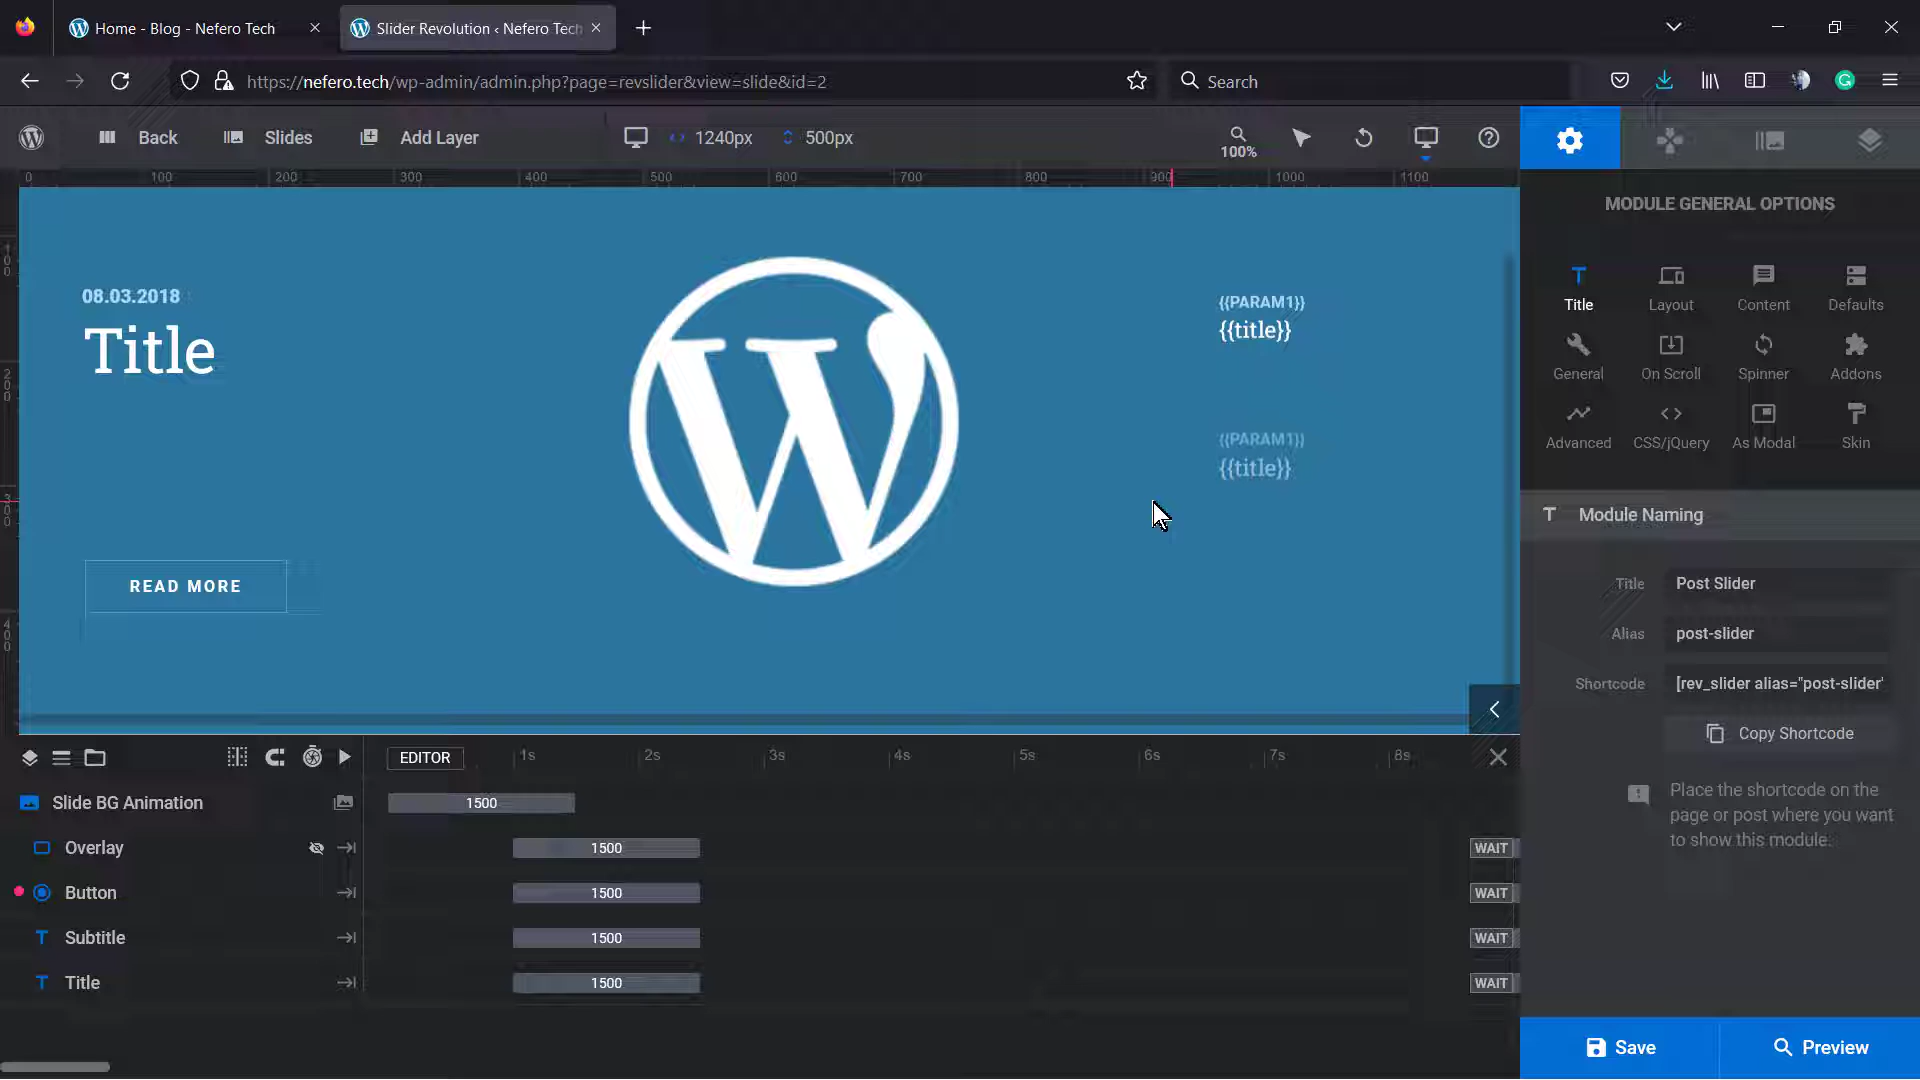 Home - Blog - Nefero Tech
Slider Revolution ‹ Nefero Tech
https://nefero.tech/wp-admin/admin.php?page=revslider&view=slide&id=2
Search
Back
Slides
Add Layer
1240px
500px
100%
0 100 200 300 400 500 600 700 800 900 1000 1100
MODULE GENERAL OPTIONS
Title Layout Content Defaults
General On Scroll Spinner Addons
Advanced CSS/jQuery As Modal Skin
100
200
300
400
08.03.2018
Title
READ MORE
{{PARAM1}}
{{title}}
{{PARAM1}}
{{title}}
Module Naming
Title Post Slider
Alias post-slider
Shortcode [rev_slider alias="post-slider"
Copy Shortcode
Place the shortcode on the
page or post where you want
to show this module.
EDITOR 1s 2s 3s 4s 5s 6s 7s 8s
Slide BG Animation 1500
Overlay 1500 WAIT
Button 1500 WAIT
Subtitle 1500 WAIT
Title 1500 WAIT
Save
Preview